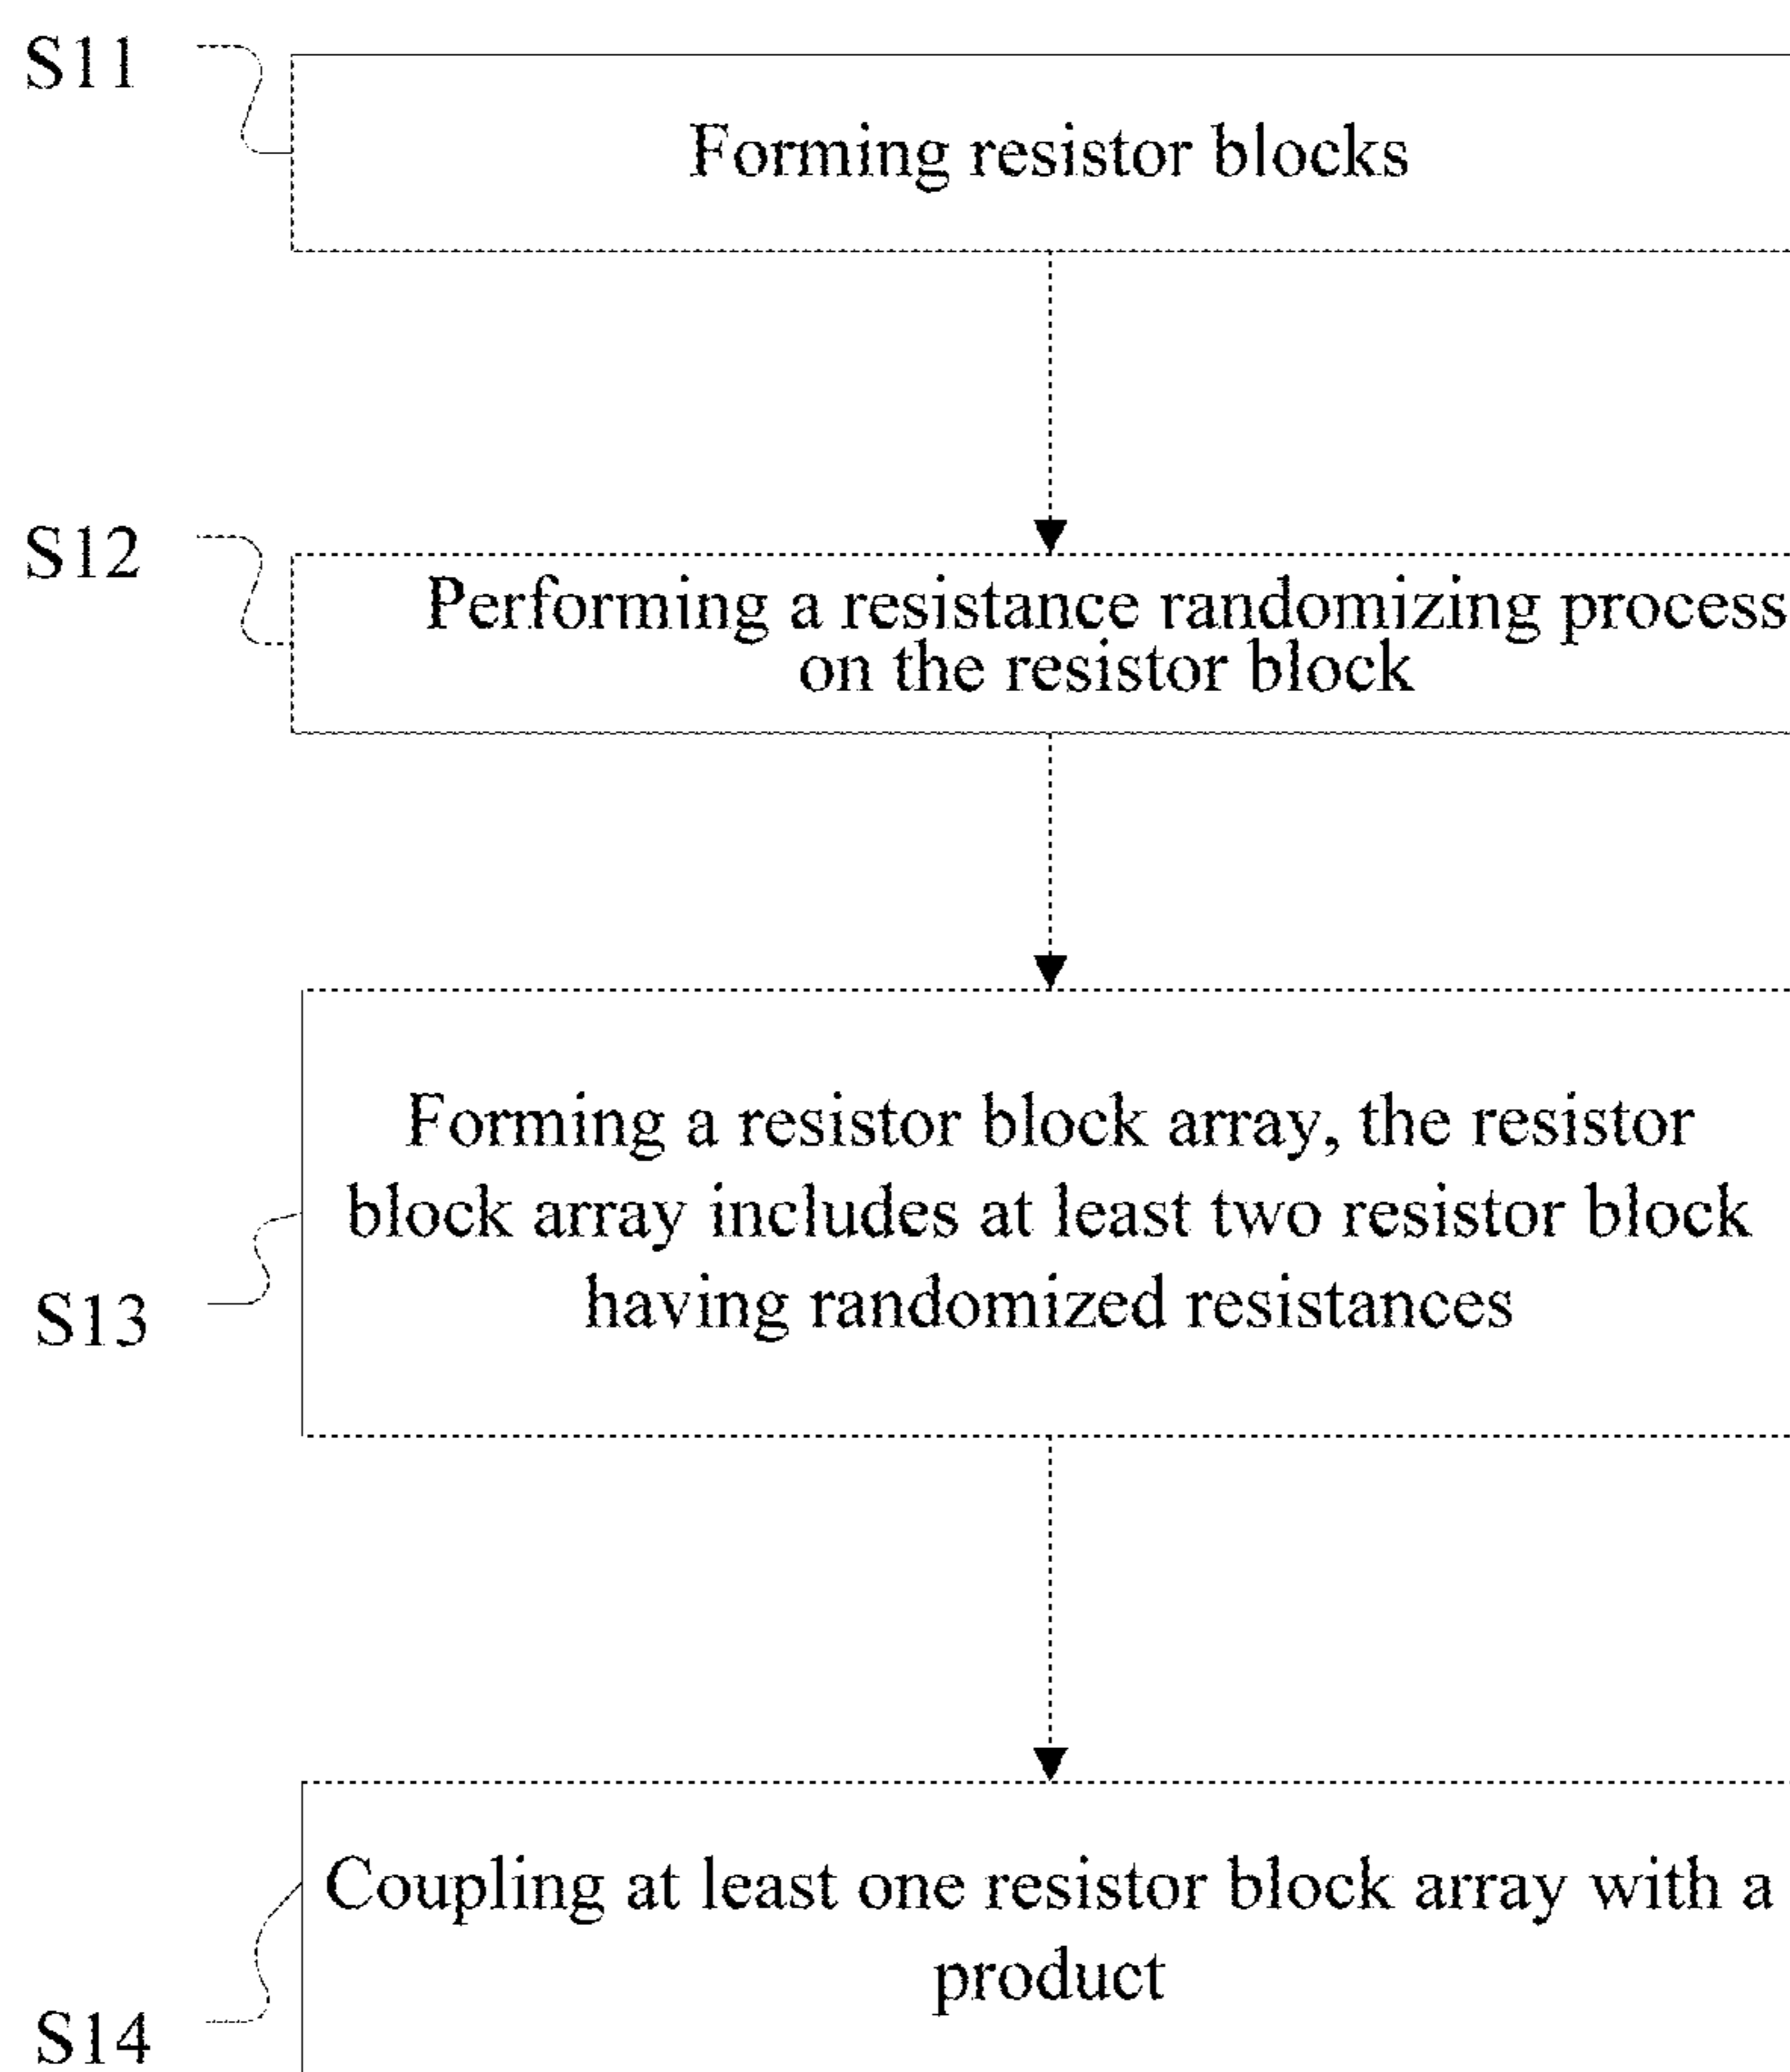 S11
Forming resistor blocks
S12
Performing a resistance randomizing process
on the resistor block
Forming a resistor block array, the resistor
block array includes at least two resistor block
having randomized resistances
S13
Coupling at least one resistor block array with a
product
S14